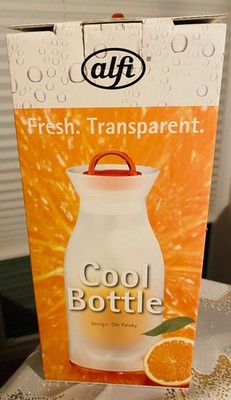 alfi®
Fresh. Transparent.
Cool
Bottle
Design: Ole Palsby